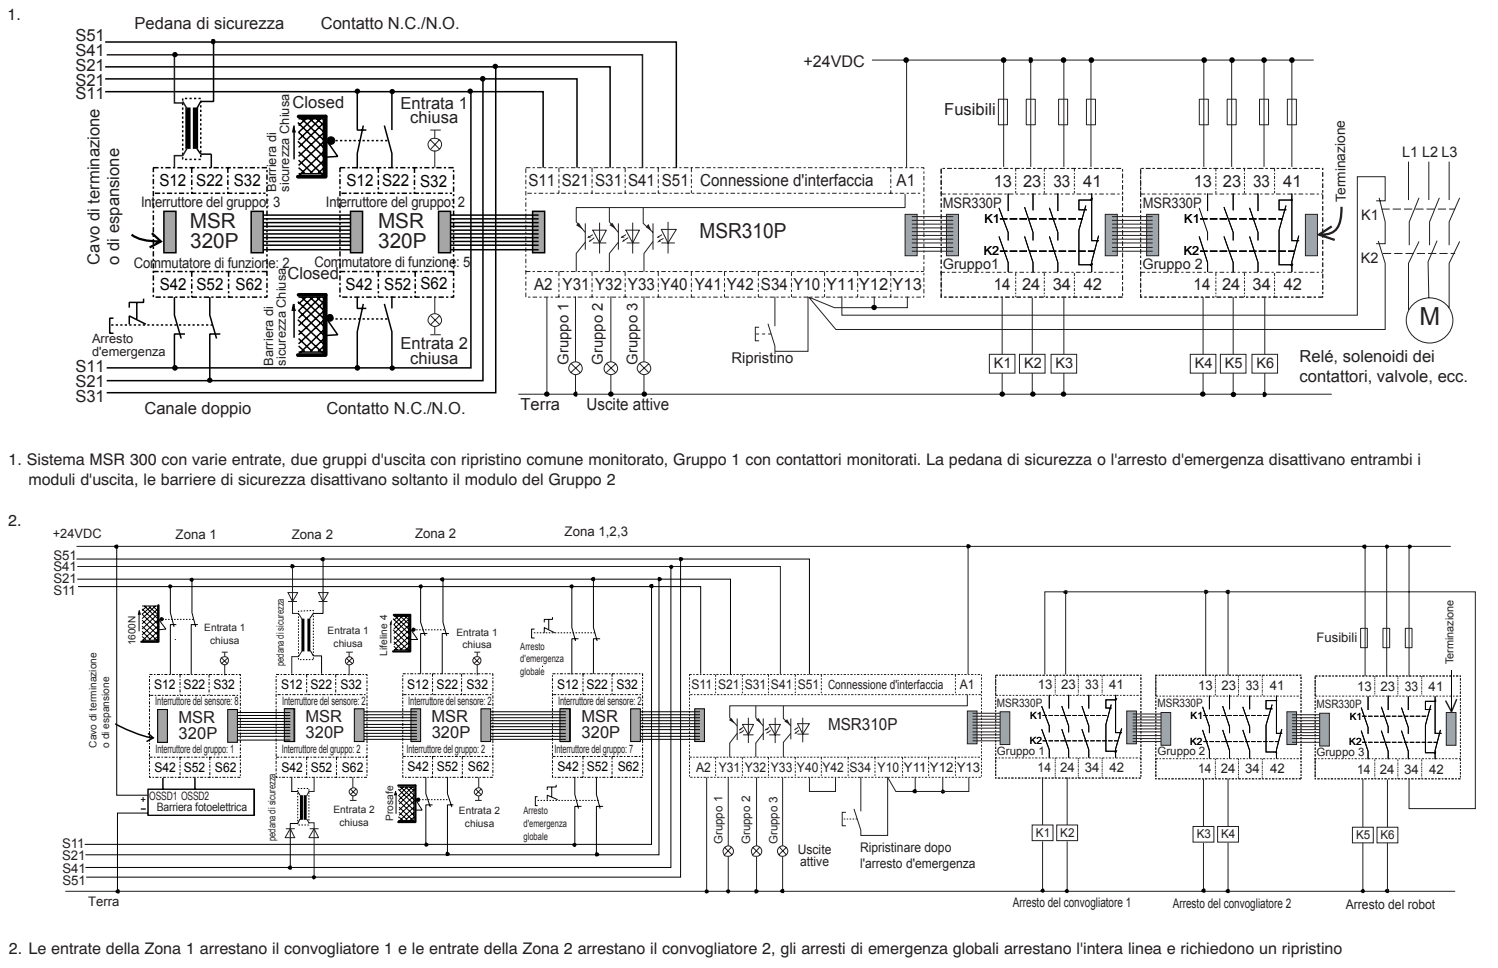 1.
Pedana di sicurezza Contatto N.C./N.O.
S51
S41
S21
S21
S11
+24VDC
Closed
Entrata 1
chiusa
Fusibili
Cavo di terminazione
o di espansione
Barriera di
sicurezza Chiusa
Terminazione
L1 L2 L3
S12 S22 S32
S12 S22 S32
S11 S21 S31 S41 S51 Connessione d'interfaccia A1
13 23 33 41
13 23 33 41
Interruttore del gruppo: 3
Interruttore del gruppo: 2
MSR
320P
MSR
320P
MSR310P
MSR330P
K1
K2
Gruppo1
MSR330P
K1
K2
Gruppo 2
K1
K2
Commutatore di funzione: 2
Commutatore di funzione: 5
S42 S52 S62
S42 S52 S62
A2 Y31 Y32 Y33 Y40 Y41 Y42 S34 Y10 Y11 Y12 Y13
14 24 34 42
14 24 34 42
Closed
Barriera di
sicurezza Chiusa
Arresto
d'emergenza
Entrata 2
chiusa
Gruppo 1
Gruppo 2
Gruppo 3
Ripristino
M
K1 K2 K3
K4 K5 K6
Relé, solenoidi dei
contattori, valvole, ecc.
S11
S21
S31
Canale doppio Contatto N.C./N.O.
Terra Uscite attive
1. Sistema MSR 300 con varie entrate, due gruppi d'uscita con ripristino comune monitorato, Gruppo 1 con contattori monitorati. La pedana di sicurezza o l'arresto d'emergenza disattivano entrambi i
moduli d'uscita, le barriere di sicurezza disattivano soltanto il modulo del Gruppo 2
2.
+24VDC Zona 1 Zona 2 Zona 2 Zona 1,2,3
S51
S41
S21
S11
1600N
Entrata 1
chiusa
pedana di sicurezza
Entrata 1
chiusa
Lifeline 4
Entrata 1
chiusa
Arresto
d'emergenza
globale
Fusibili
Terminazione
Cavo di terminazione
o di espansione
S12 S22 S32
S12 S22 S32
S12 S22 S32
S12 S22 S32
S11 S21 S31 S41 S51 Connessione d'interfaccia A1
13 23 33 41
13 23 33 41
13 23 33 41
Interruttore del sensore: 8
Interruttore del sensore: 2
Interruttore del sensore: 2
Interruttore del sensore: 2
MSR
320P
MSR
320P
MSR
320P
MSR
320P
MSR310P
MSR330P
K1
K2
Gruppo 1
MSR330P
K1
K2
Gruppo 2
MSR330P
K1
K2
Gruppo 3
Interruttore del gruppo: 1
Interruttore del gruppo: 2
Interruttore del gruppo: 2
Interruttore del gruppo: 7
S42 S52 S62
S42 S52 S62
S42 S52 S62
S42 S52 S62
A2 Y31 Y32 Y33 Y40 Y42 S34 Y10 Y11 Y12 Y13
14 24 34 42
14 24 34 42
14 24 34 42
+
−
OSSD1 OSSD2
Barriera fotoelettrica
pedana di sicurezza
Entrata 2
chiusa
Prosafe
Entrata 2
chiusa
Arresto
d'emergenza
globale
Gruppo 1
Gruppo 2
Gruppo 3
Uscite
attive
Ripristinare dopo
l'arresto d'emergenza
K1 K2
K3 K4
K5 K6
S11
S21
S41
S51
Terra
Arresto del convogliatore 1
Arresto del convogliatore 2
Arresto del robot
2. Le entrate della Zona 1 arrestano il convogliatore 1 e le entrate della Zona 2 arrestano il convogliatore 2, gli arresti di emergenza globali arrestano l'intera linea e richiedono un ripristino